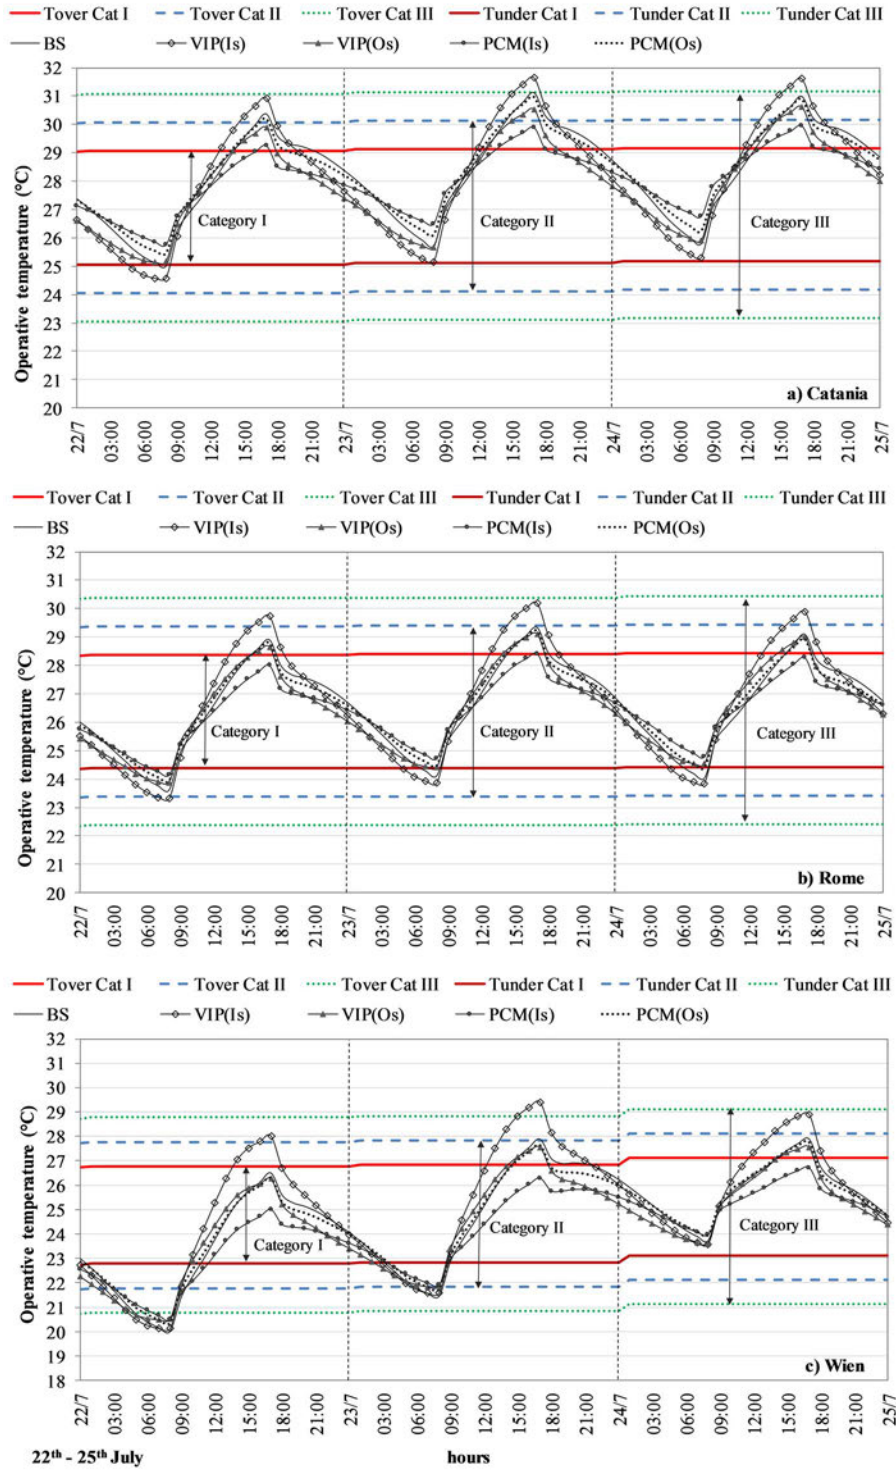 Tover Cat I Tover Cat II Tover Cat III Tunder Cat I Tunder Cat II Tunder Cat III
BS VIP(Is) VIP(Os) PCM(Is) PCM(Os)
Operative temperature (°C)
32
31
30
29
28
27
26
25
24
23
22
21
20
Category I
Category II
Category III
a) Catania
22/7 03:00 06:00 09:00 12:00 15:00 18:00 21:00 23/7 03:00 06:00 09:00 12:00 15:00 18:00 21:00 24/7 03:00 06:00 09:00 12:00 15:00 18:00 21:00 25/7
Tover Cat I Tover Cat II Tover Cat III Tunder Cat I Tunder Cat II Tunder Cat III
BS VIP(Is) VIP(Os) PCM(Is) PCM(Os)
Operative temperature (°C)
32
31
30
29
28
27
26
25
24
23
22
21
20
Category I
Category II
Category III
b) Rome
22/7 03:00 06:00 09:00 12:00 15:00 18:00 21:00 23/7 03:00 06:00 09:00 12:00 15:00 18:00 21:00 24/7 03:00 06:00 09:00 12:00 15:00 18:00 21:00 25/7
Tover Cat I Tover Cat II Tover Cat III Tunder Cat I Tunder Cat II Tunder Cat III
BS VIP(Is) VIP(Os) PCM(Is) PCM(Os)
Operative temperature (°C)
32
31
30
29
28
27
26
25
24
23
22
21
20
19
18
Category I
Category II
Category III
c) Wien
22/7 03:00 06:00 09:00 12:00 15:00 18:00 21:00 23/7 03:00 06:00 09:00 12:00 15:00 18:00 21:00 24/7 03:00 06:00 09:00 12:00 15:00 18:00 21:00 25/7
22th - 25th July hours